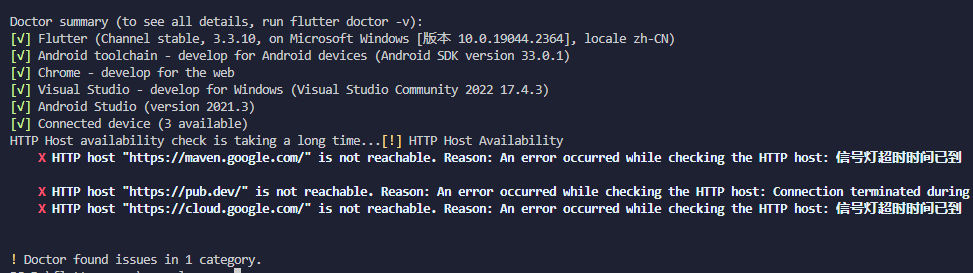 Doctor summary (to see all details, run flutter doctor -v):
[√] Flutter (Channel stable, 3.3.10, on Microsoft Windows [版本 10.0.19044.2364], locale zh-CN)
[√] Android toolchain - develop for Android devices (Android SDK version 33.0.1)
[√] Chrome - develop for the web
[√] Visual Studio - develop for Windows (Visual Studio Community 2022 17.4.3)
[√] Android Studio (version 2021.3)
[√] Connected device (3 available)
HTTP Host availability check is taking a long time...[!] HTTP Host Availability
X HTTP host "https://maven.google.com/" is not reachable. Reason: An error occurred while checking the HTTP host: 信号灯超时时间已到
X HTTP host "https://pub.dev/" is not reachable. Reason: An error occurred while checking the HTTP host: Connection terminated during
X HTTP host "https://cloud.google.com/" is not reachable. Reason: An error occurred while checking the HTTP host: 信号灯超时时间已到
! Doctor found issues in 1 category.